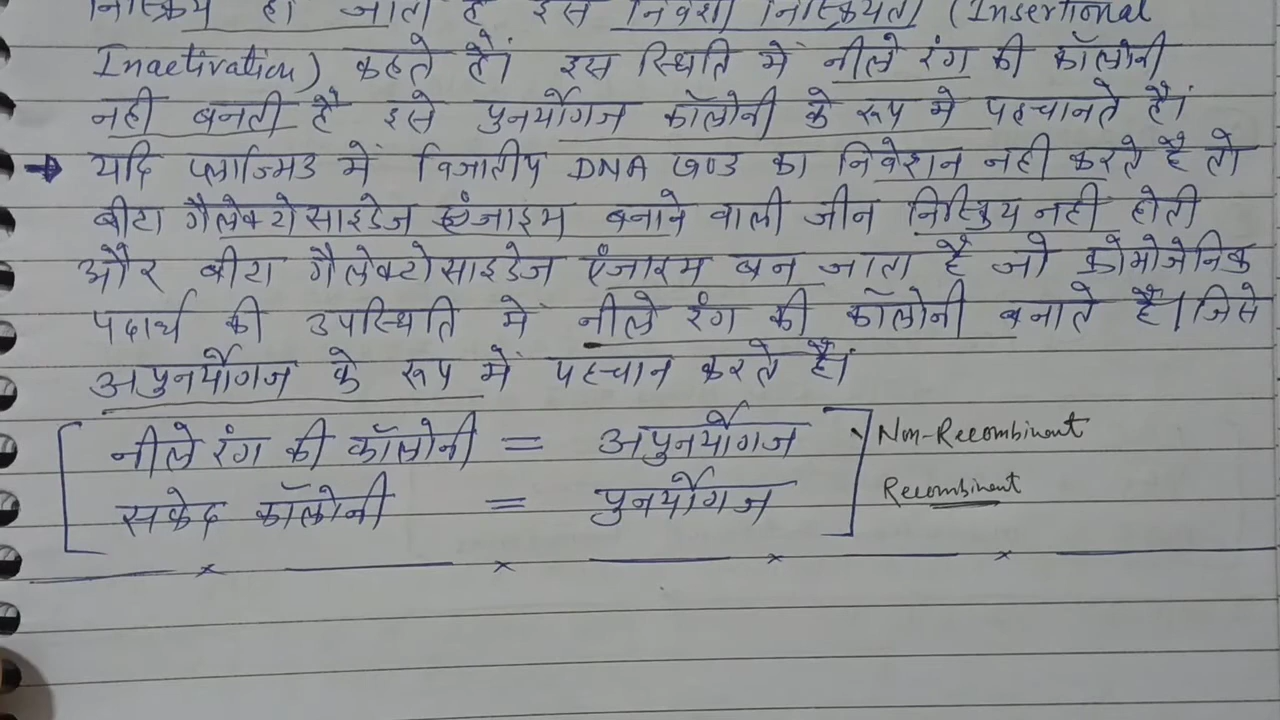 निष्क्रिय हो जाता है इसे निवेशी निष्क्रियता (Insertional
Inactivation) कहते हैं। इस स्थिति में नीले रंग की कॉलोनी
नही बनती है इसे पुनर्योगज कॉलोनी के रूप मे पहचानते है।
→ यदि प्लाज्मिड में विजातीय DNA खण्ड का निवेशन नही करते है तो
बीटा गैलेक्टोसाइडेज एंजाइम बनाने वाली जीन निष्क्रिय नही होती
और बीटा गैलेक्टोसाइडेज एंजाइम बन जाता है जो क्रोमोजेनिक
पदार्थ की उपस्थिति में नीले रंग की कॉलोनी बनाते है। जिसे
अपुनर्योगज के रूप में पहचान करते है।
नीले रंग की कॉलोनी = अपुनर्योगज Non-Recombinent
सफेद कॉलोनी = पुनर्योगज Recombinent